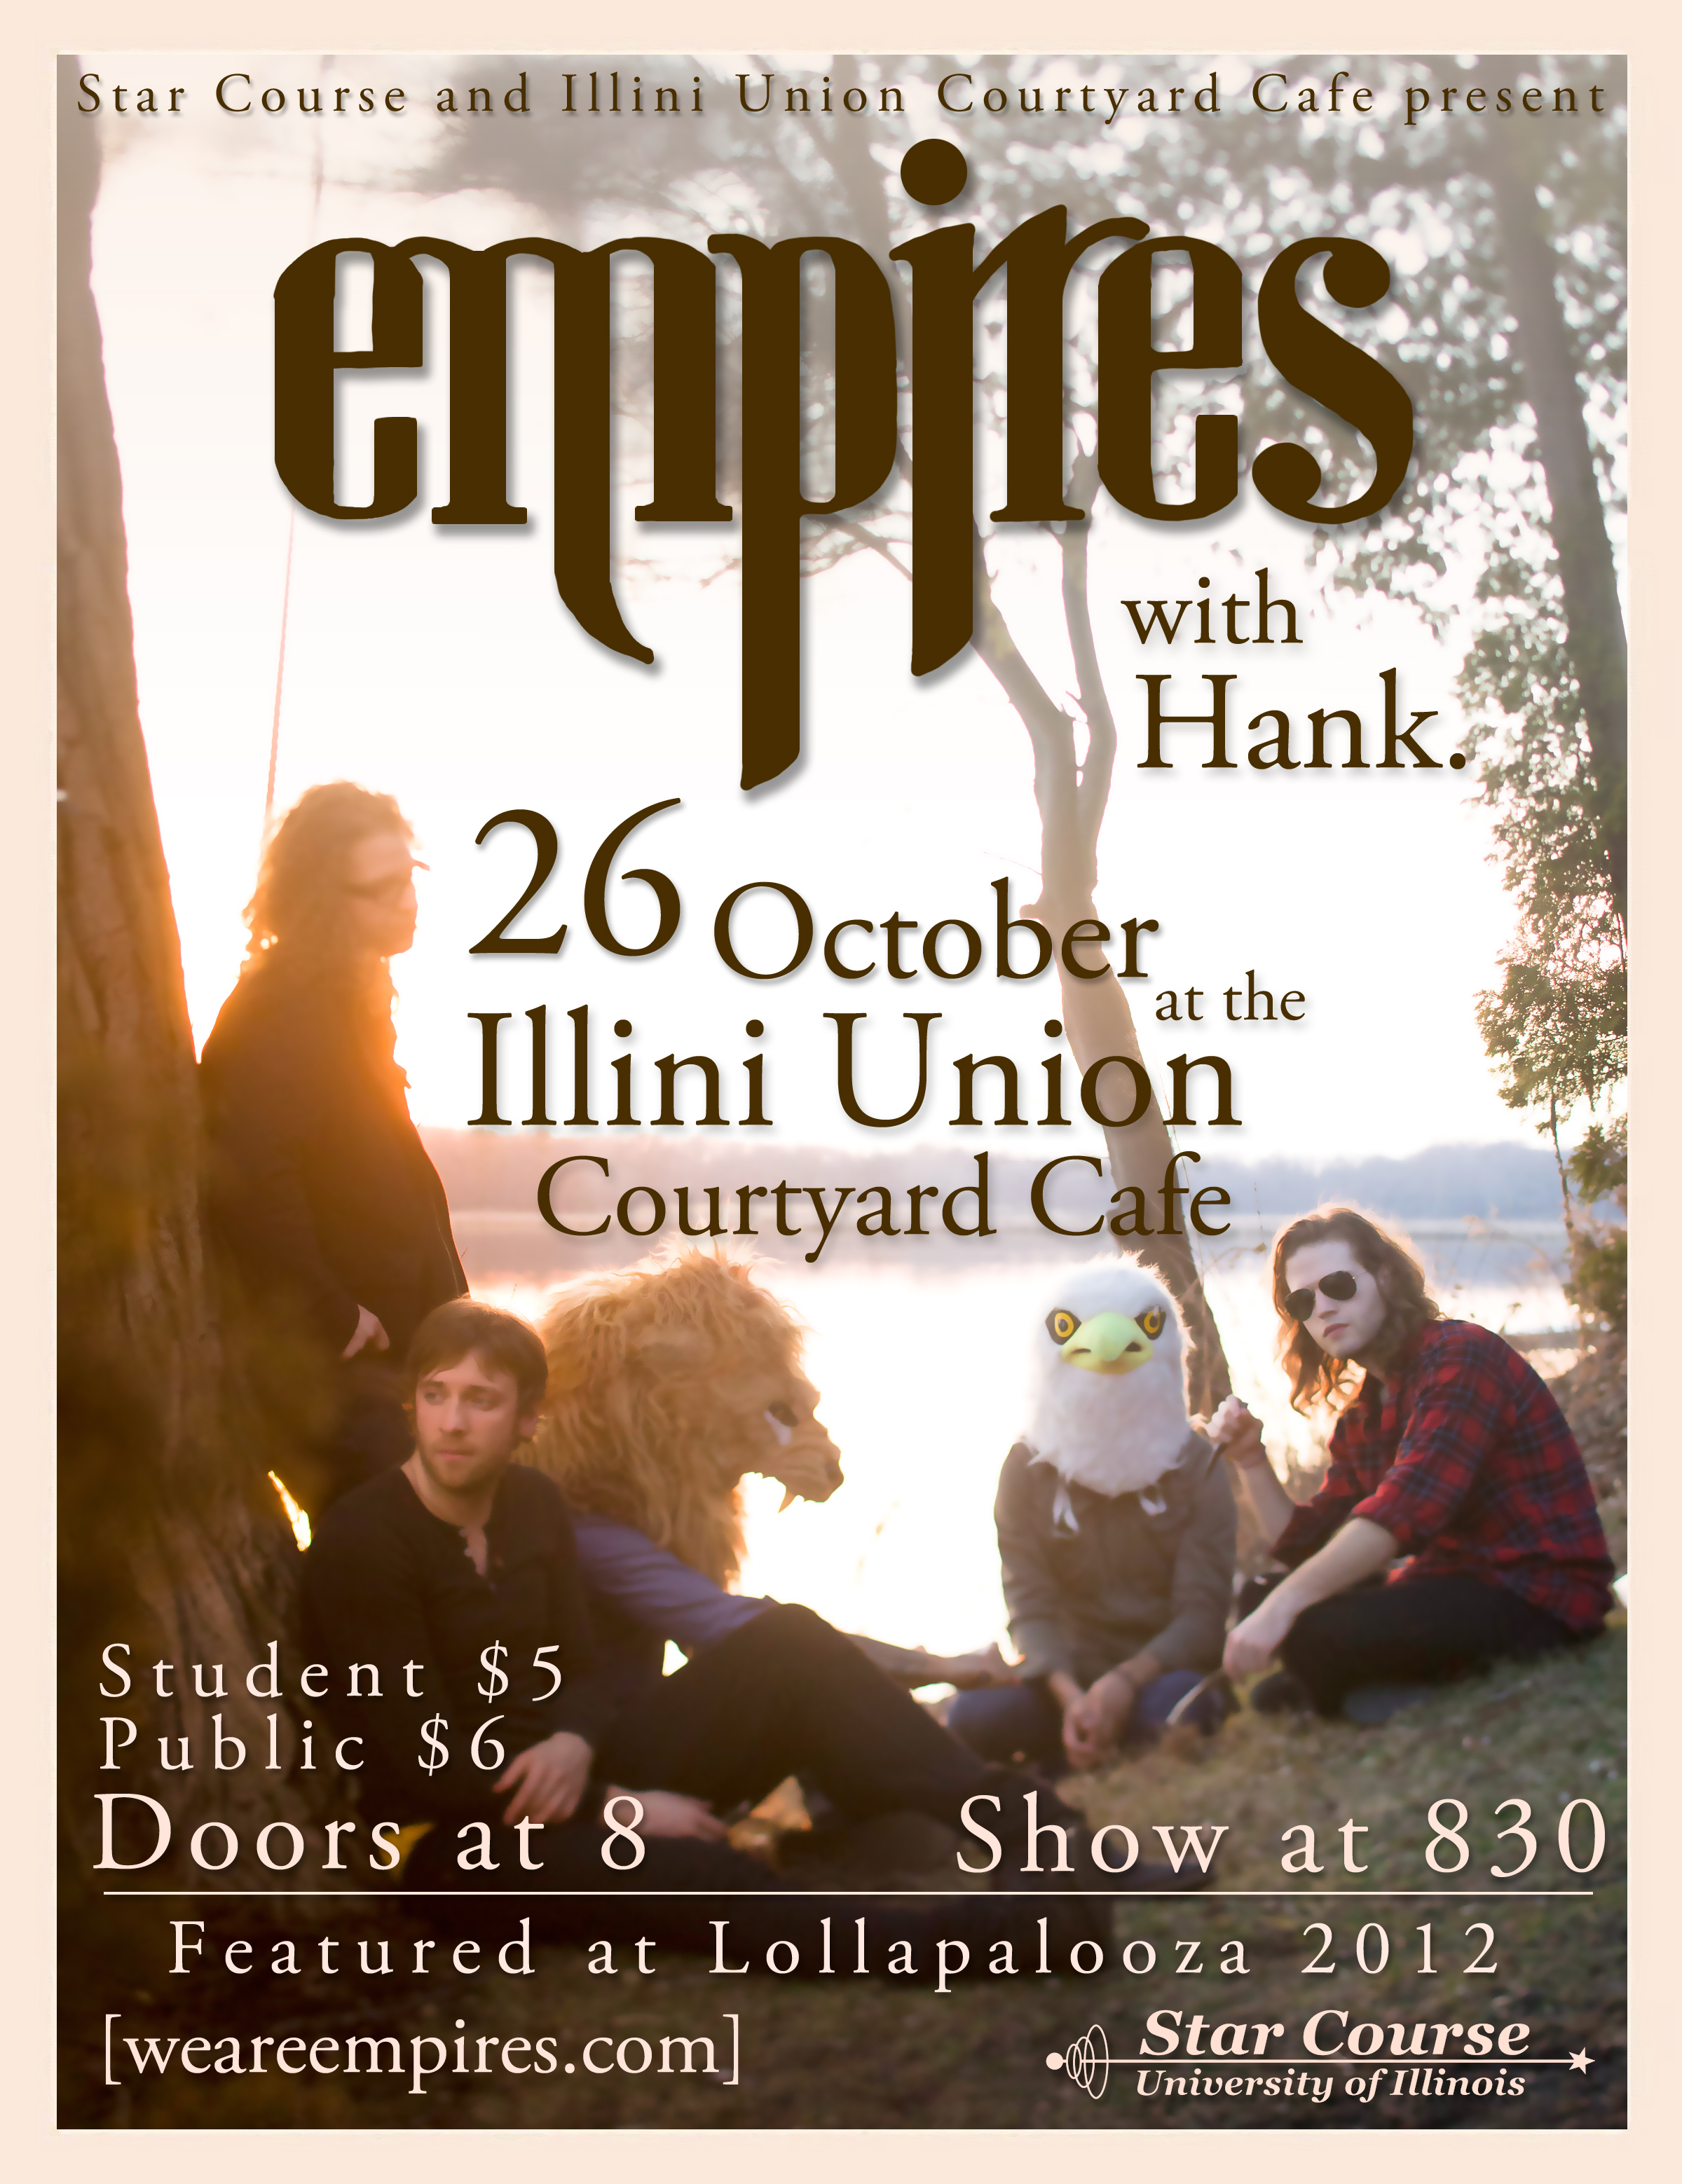 Star Course and Illini Union Courtyard Cafe present
empires
with
Hank.
26 October
at the
Illini Union
Courtyard Cafe
Student $5
Public $6
Doors at 8
Show at 830
Featured at Lollapalooza 2012
[weareempires.com]
Star Course
University of Illinois